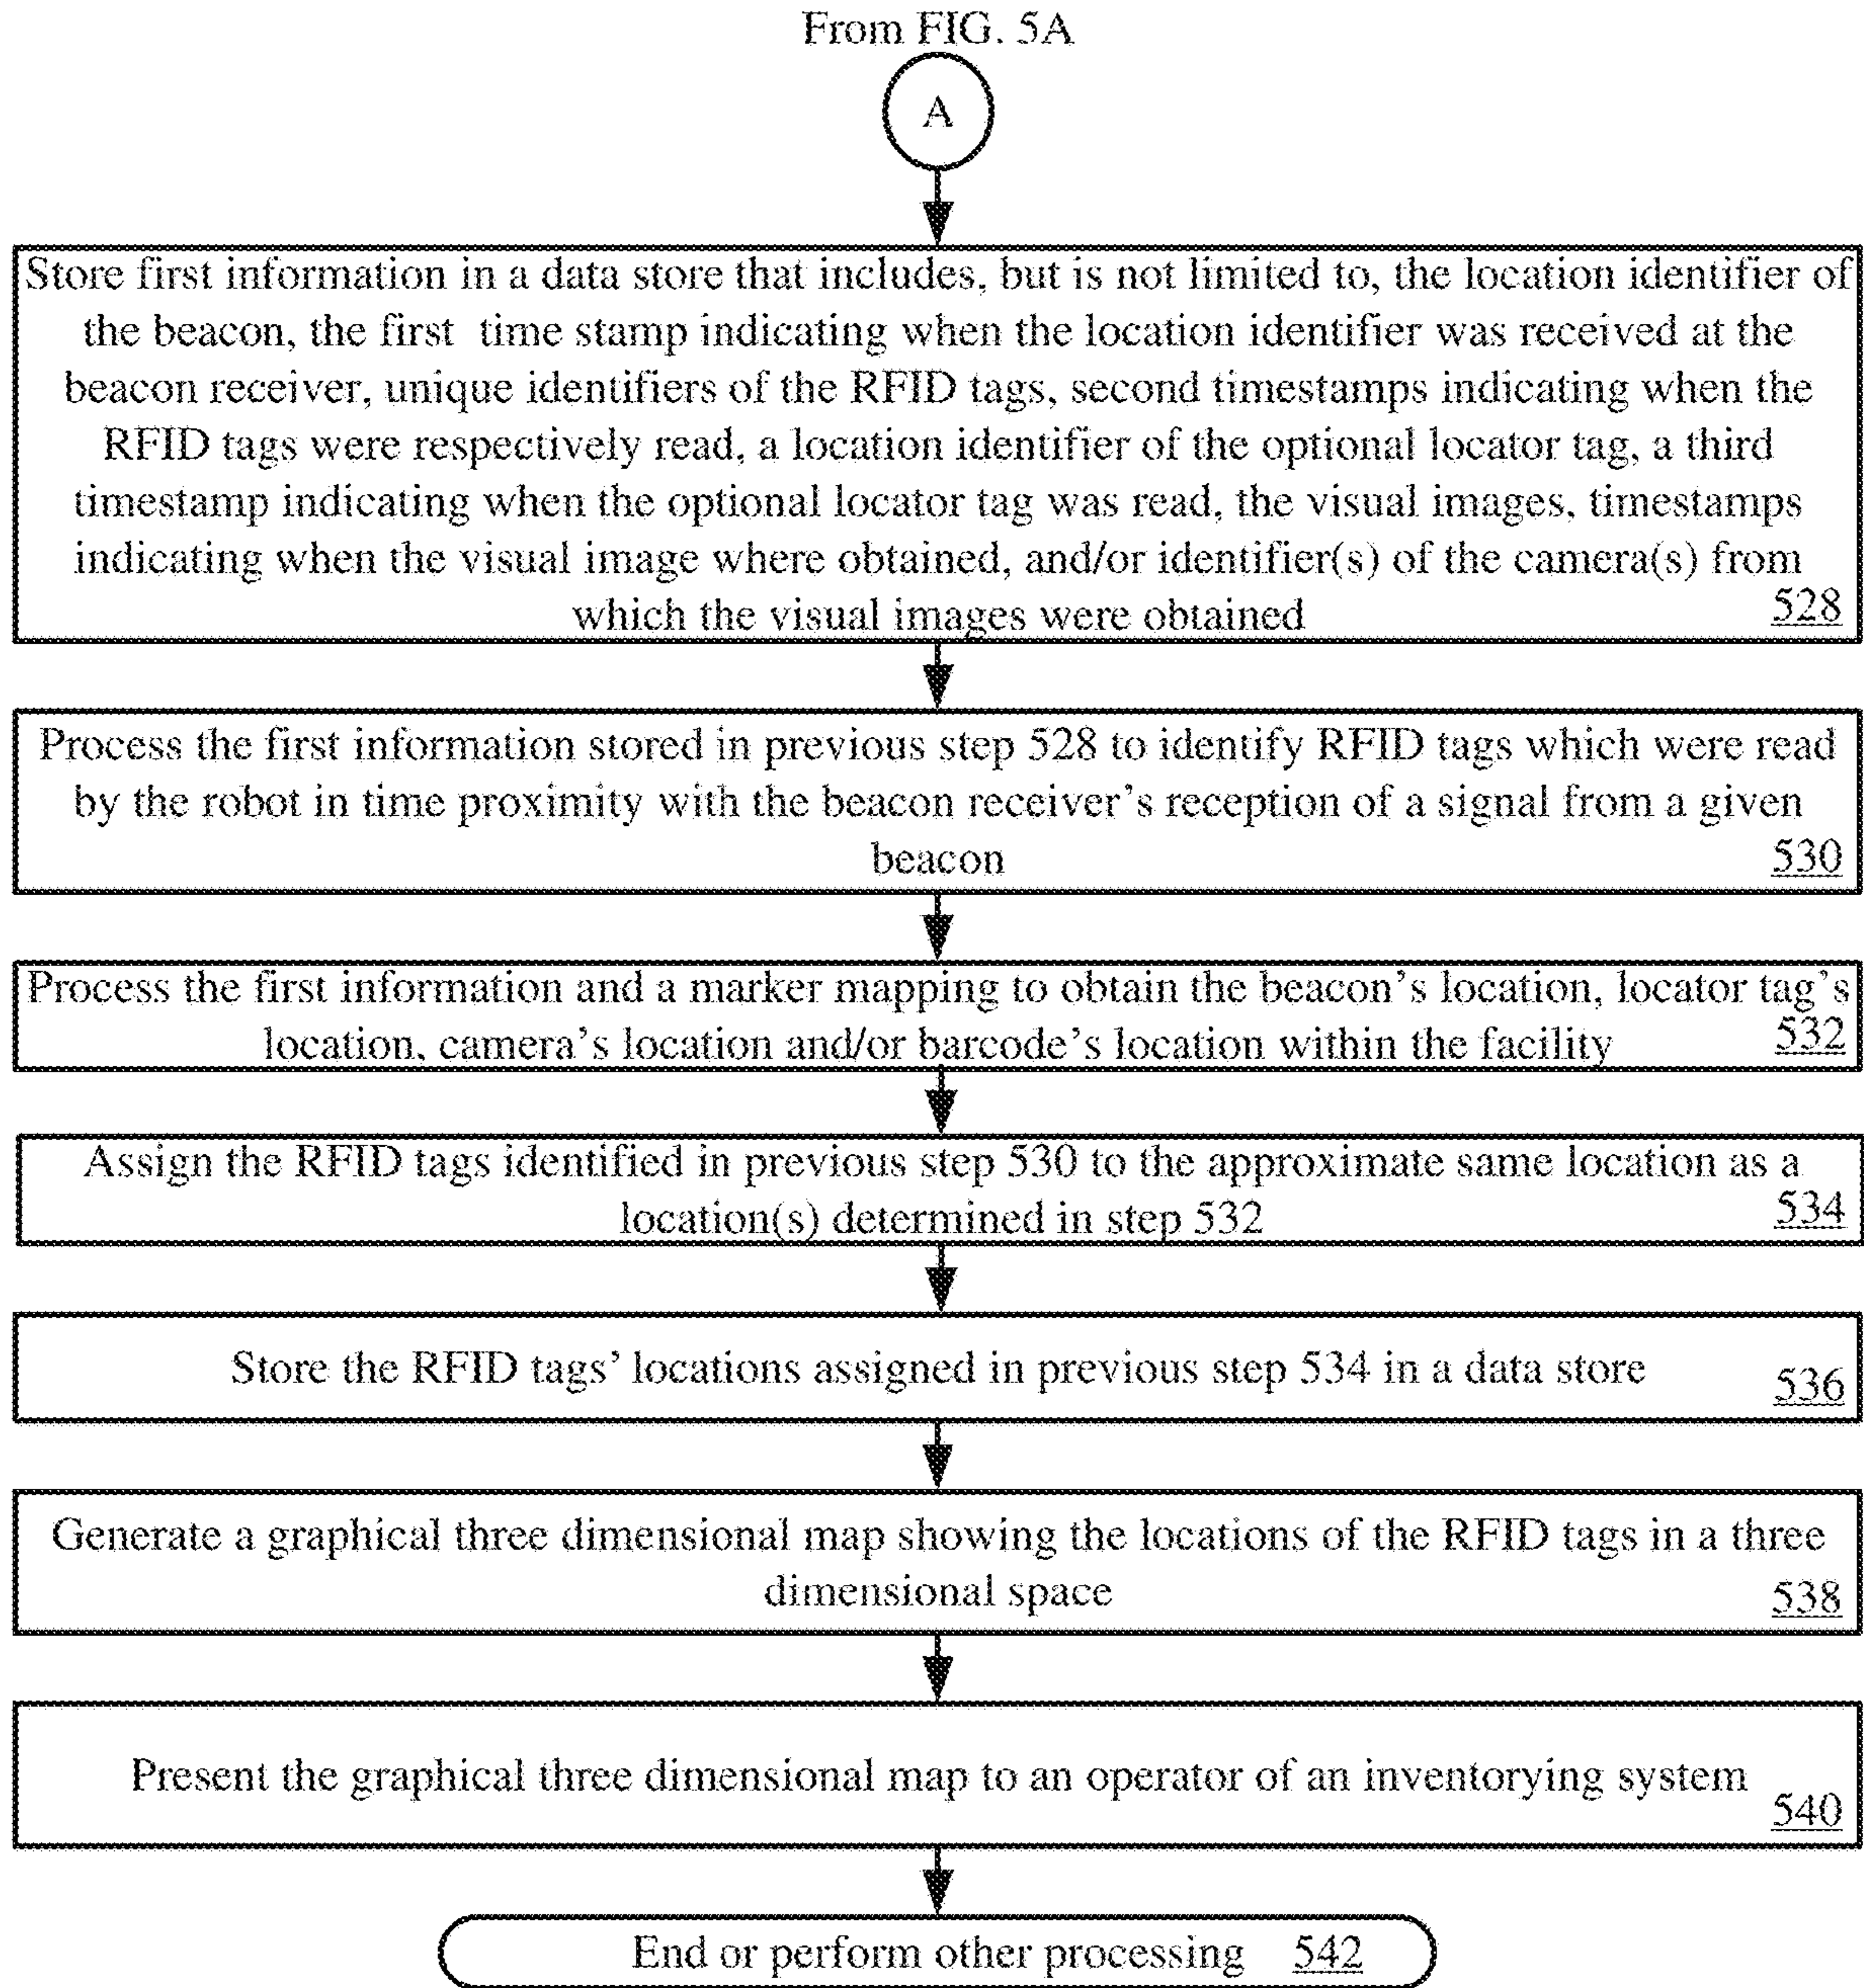 From FIG. 5A
A
Store first information in a data store that includes, but is not limited to, the location identifier of
the beacon, the first time stamp indicating when the location identifier was received at the
beacon receiver, unique identifiers of the RFID tags, second timestamps indicating when the
RFID tags were respectively read, a location identifier of the optional locator tag, a third
timestamp indicating when the optional locator tag was read, the visual images, timestamps
indicating when the visual image where obtained, and/or identifier(s) of the camera(s) from
which the visual images were obtained 528
Process the first information stored in previous step 528 to identify RFID tags which were read
by the robot in time proximity with the beacon receiver's reception of a signal from a given
beacon 530
Process the first information and a marker mapping to obtain the beacon's location, locator tag's
location, camera's location and/or barcode's location within the facility 532
Assign the RFID tags identified in previous step 530 to the approximate same location as a
location(s) determined in step 532 534
Store the RFID tags' locations assigned in previous step 534 in a data store 536
Generate a graphical three dimensional map showing the locations of the RFID tags in a three
dimensional space 538
Present the graphical three dimensional map to an operator of an inventorying system 540
End or perform other processing 542